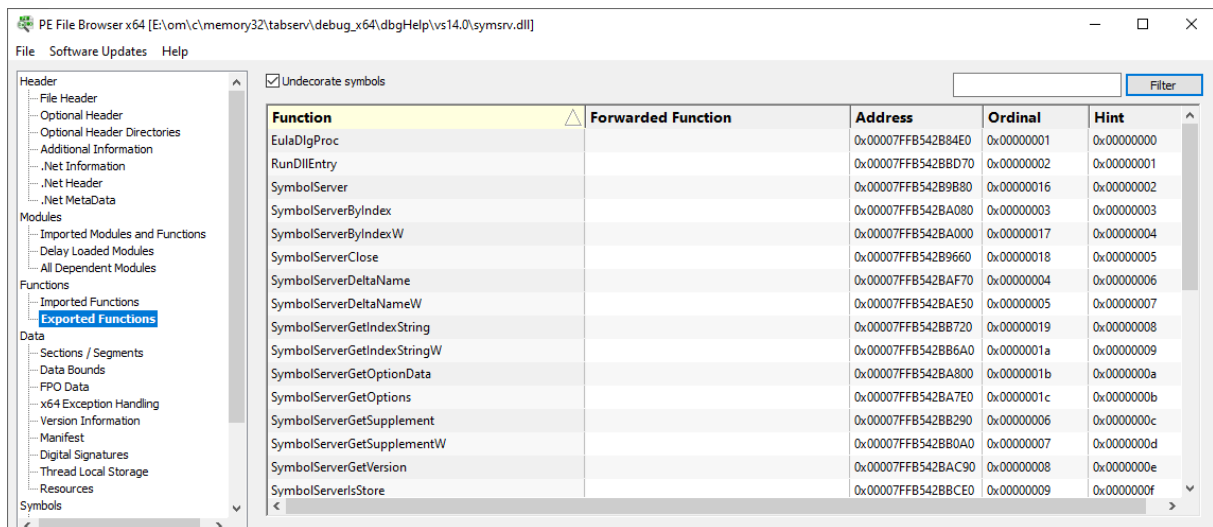 PE File Browser x64 [E:\om\c\memory32\tabserv\debug_x64\dbgHelp\vs14.0\symsrv.dll]
File Software Updates Help
Header
File Header
Optional Header
Optional Header Directories
Additional Information
.Net Information
.Net Header
.Net MetaData
Modules
Imported Modules and Functions
Delay Loaded Modules
All Dependent Modules
Functions
Imported Functions
Exported Functions
Data
Sections / Segments
Data Bounds
FPO Data
x64 Exception Handling
Version Information
Manifest
Digital Signatures
Thread Local Storage
Resources
Symbols
Undecorate symbols
Filter
Function Forwarded Function Address Ordinal Hint
EulaDlgProc 0x00007FFB542B84E0 0x00000001 0x00000000
RunDllEntry 0x00007FFB542BBD70 0x00000002 0x00000001
SymbolServer 0x00007FFB542B9B80 0x00000016 0x00000002
SymbolServerByIndex 0x00007FFB542BA080 0x00000003 0x00000003
SymbolServerByIndexW 0x00007FFB542BA000 0x00000017 0x00000004
SymbolServerClose 0x00007FFB542B9660 0x00000018 0x00000005
SymbolServerDeltaName 0x00007FFB542BAF70 0x00000004 0x00000006
SymbolServerDeltaNameW 0x00007FFB542BAE50 0x00000005 0x00000007
SymbolServerGetIndexString 0x00007FFB542BB720 0x00000019 0x00000008
SymbolServerGetIndexStringW 0x00007FFB542BB6A0 0x0000001a 0x00000009
SymbolServerGetOptionData 0x00007FFB542BA800 0x0000001b 0x0000000a
SymbolServerGetOptions 0x00007FFB542BA7E0 0x0000001c 0x0000000b
SymbolServerGetSupplement 0x00007FFB542BB290 0x00000006 0x0000000c
SymbolServerGetSupplementW 0x00007FFB542BB0A0 0x00000007 0x0000000d
SymbolServerGetVersion 0x00007FFB542BAC90 0x00000008 0x0000000e
SymbolServerIsStore 0x00007FFB542BBCE0 0x00000009 0x0000000f